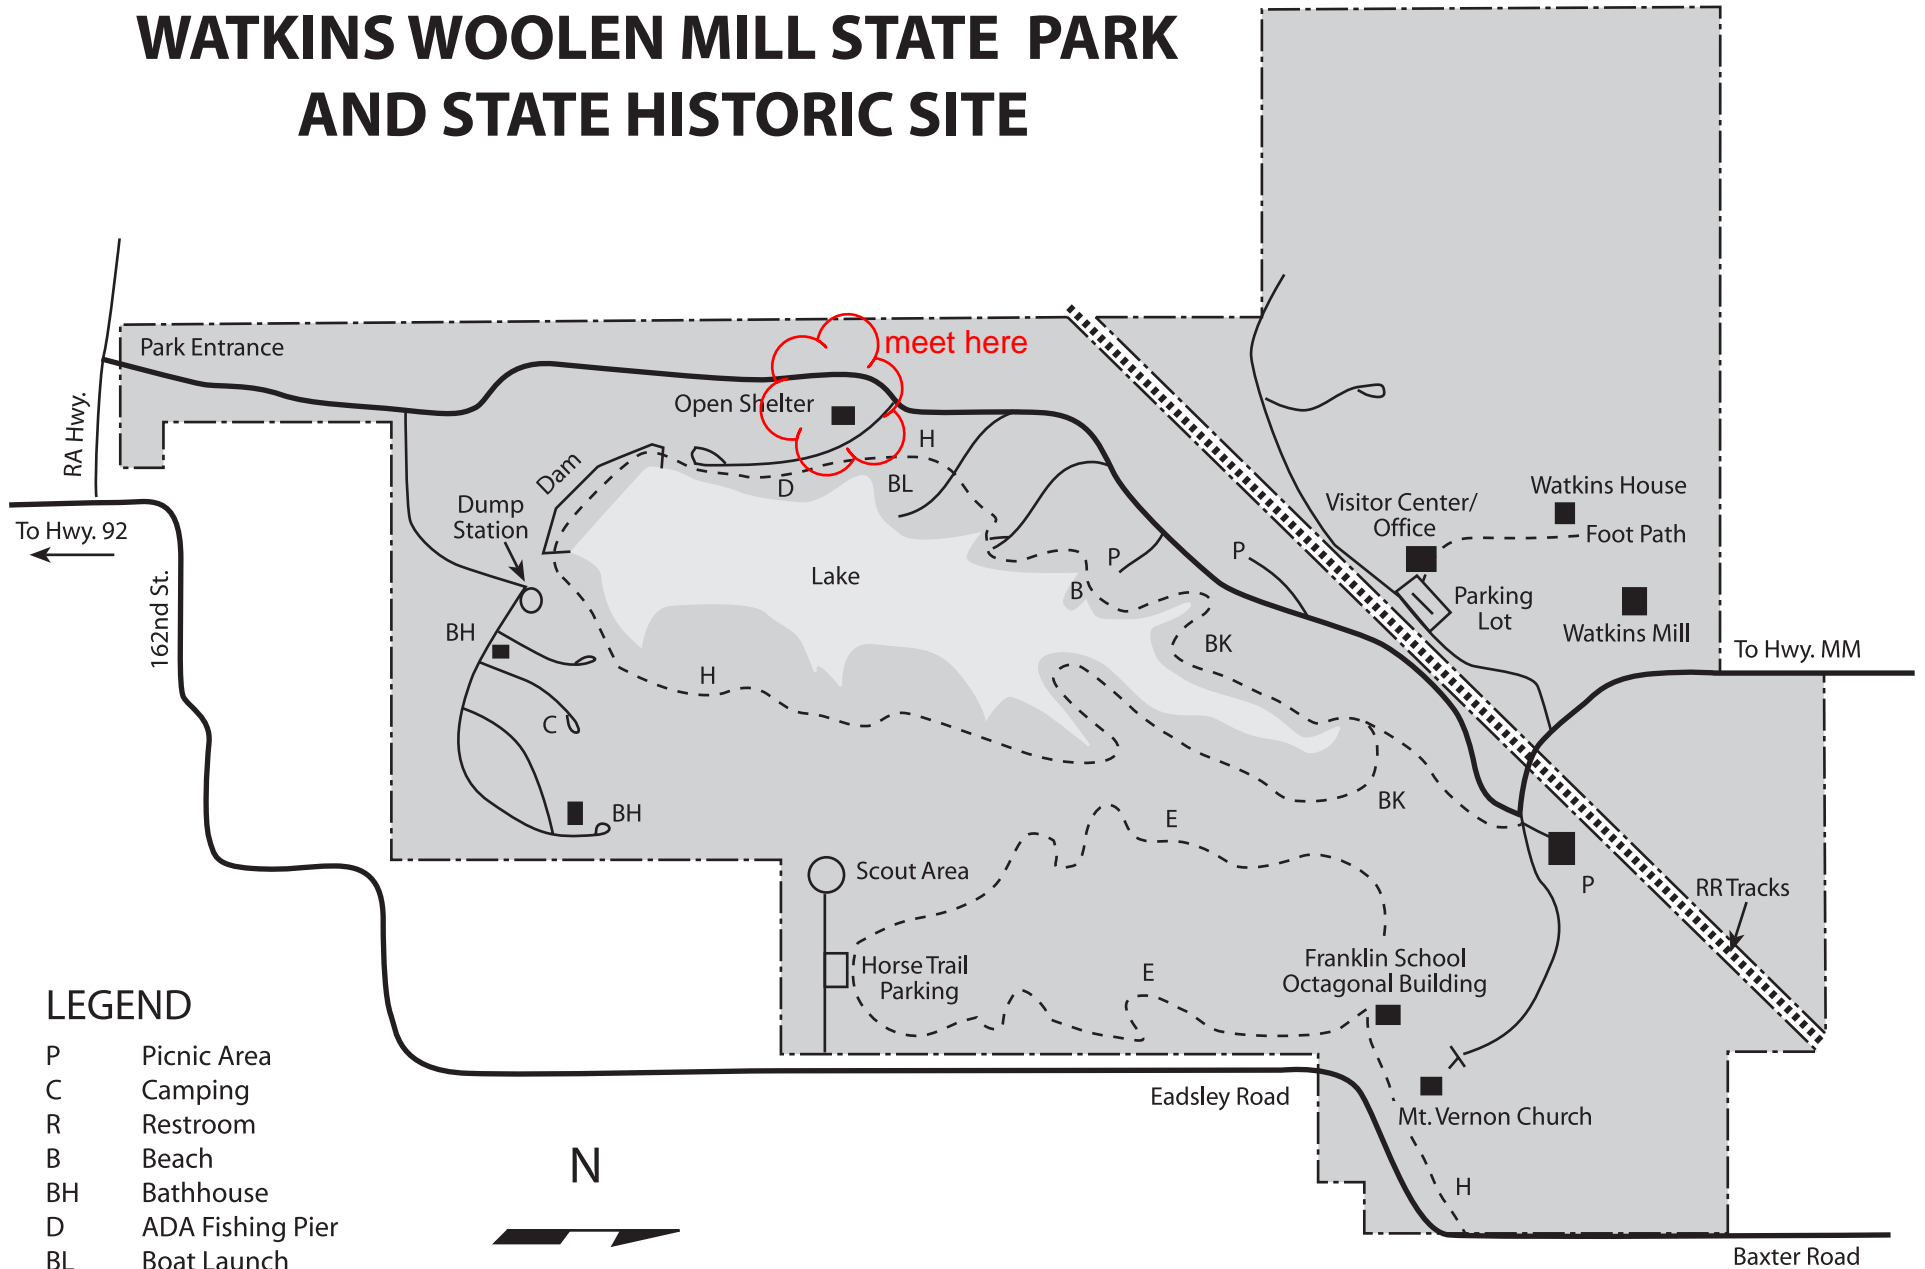 WATKINS WOOLEN MILL STATE PARK
AND STATE HISTORIC SITE
meet here
Park Entrance
RA Hwy.
Open Shelter
H
Dam
D
BL
Dump
Station
To Hwy. 92
162nd St.
Lake
P
P
B
BK
Visitor Center/
Office
Watkins House
Foot Path
Parking
Lot
Watkins Mill
To Hwy. MM
BH
H
C
BH
BK
E
Scout Area
P
RR Tracks
Horse Trail
Parking
E
Franklin School
Octagonal Building
Eadsley Road
Mt. Vernon Church
H
Baxter Road
LEGEND
P Picnic Area
C Camping
R Restroom
B Beach
BH Bathhouse
D ADA Fishing Pier
BL Boat Launch
N